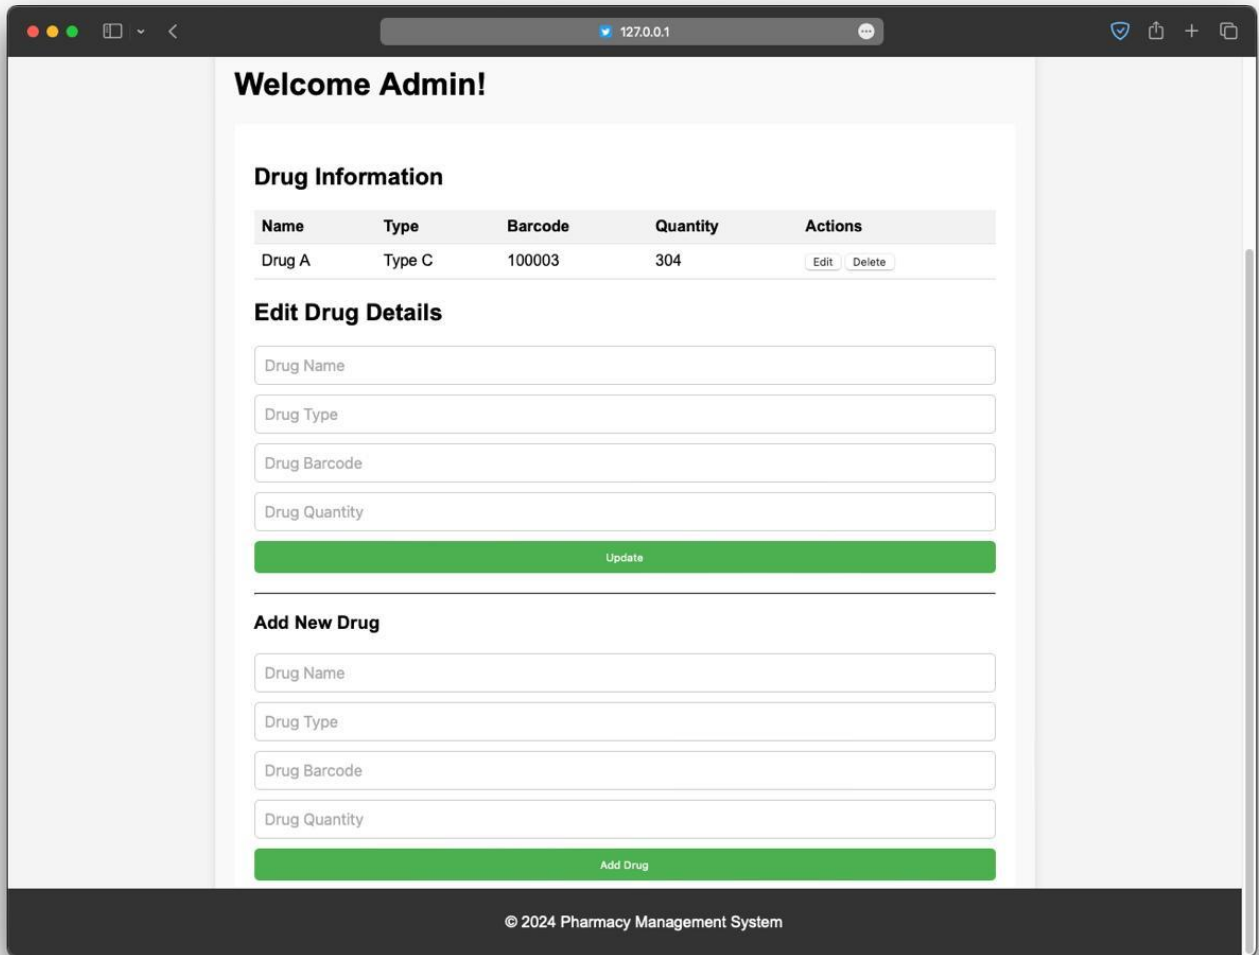 127.0.0.1
Welcome Admin!
Drug Information
Name Type Barcode Quantity Actions
Drug A Type C 100003 304 Edit Delete
Edit Drug Details
Drug Name
Drug Type
Drug Barcode
Drug Quantity
Update
Add New Drug
Drug Name
Drug Type
Drug Barcode
Drug Quantity
Add Drug
© 2024 Pharmacy Management System